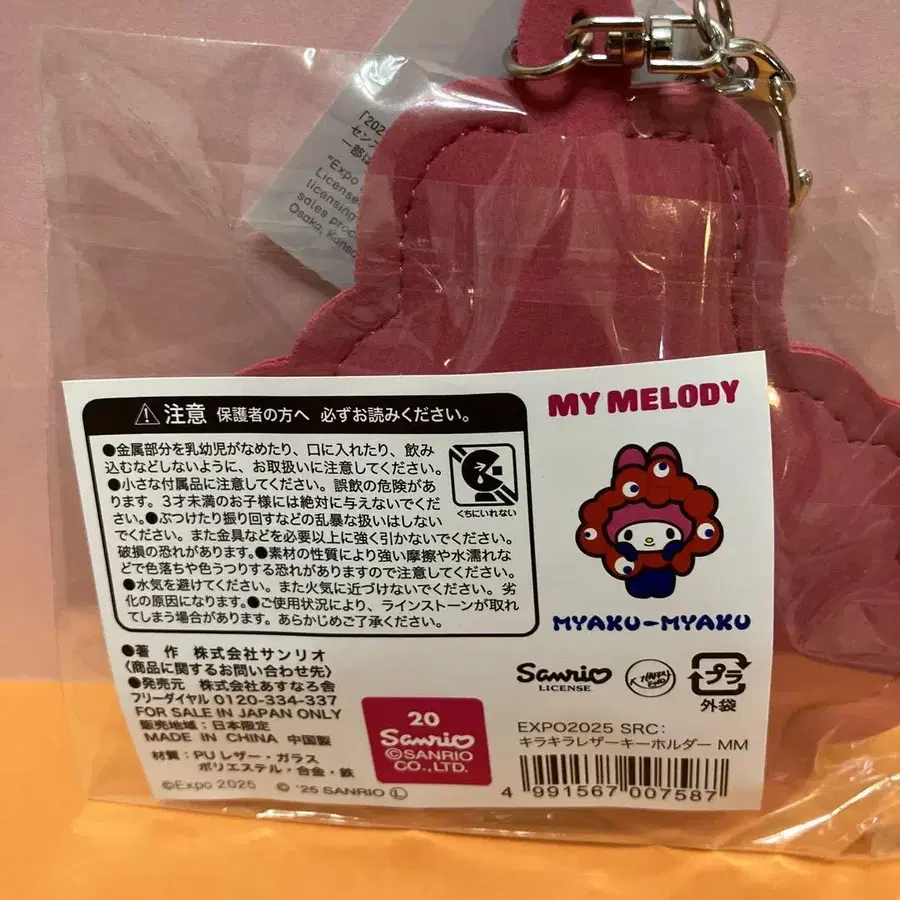 「202
センス
一部は
"Expo
License
licensing
sales proc
Osaka, Kansa
⚠注意 保護者の方へ 必ずお読みください。
●金属部分を乳幼児がなめたり、口に入れたり、飲み
込むなどしないように、お取扱いに注意してください。
●小さな付属品に注意してください。誤飲の危険があ
ります。3才未満のお子様には絶対に与えないでくだ
さい。●ぶつけたり振り回すなどの乱暴な扱いはしない
でください。また金具などを必要以上に強く引かないでください。
破損の恐れがあります。●素材の性質により強い摩擦や水濡れな
どで色落ちや色うつりする恐れがありますので注意してください。
●水気を避けてください。また火気に近づけないでください。劣
化の原因になります。●ご使用状況により、ラインストーンが取れ
てしまう場合があります。あらかじめご了承ください。
くちにいれない
●著 作 株式会社サンリオ
〈商品に関するお問い合わせ先〉
●発売元 株式会社あすなろ舎
フリーダイヤル 0120-334-337
FOR SALE IN JAPAN ONLY
販売地域:日本限定
MADE IN CHINA 中国製
材質:PU レザー・ガラス
ポリエステル・合金・鉄
©Expo 2025 © '25 SANRIO Ⓛ
20
Sanrio
©SANRIO
CO.,LTD.
MY MELODY
MYAKU-MYAKU
Sanrio
LICENSE
プラ
外袋
EXPO2025 SRC:
キラキラレザーキーホルダー MM
4 991567 007587